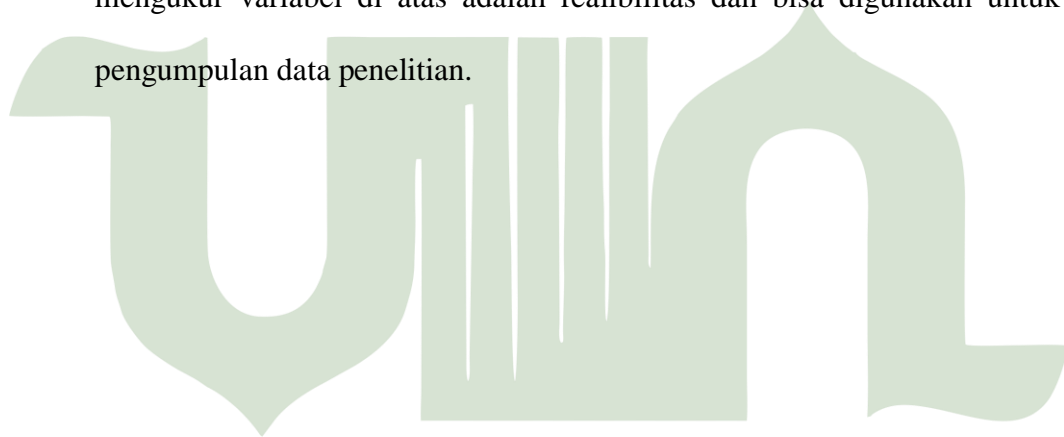 mengukur variabel di atas adalah realibilitas dan bisa digunakan untuk
pengumpulan data penelitian.